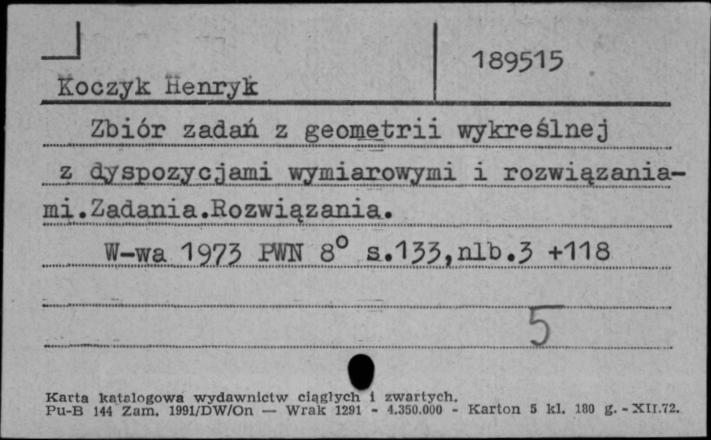 189515
Koczyk Henryk
Zbiór zadań z geometrii wykreślnej
z dyspozycjami wymiarowymi i rozwiązania-
mi.Zadania.Rozwiązania.
W-wa 1973 PWN 8° s.133,nlb.3 +118
5
Karta katalogowa wydawnictw ciągłych i zwartych.
Pu-B 144 Zam. 1991/DW/On — Wrak 1291 - 4.350.000 - Karton 5 kl. 180 g. - XII.72.